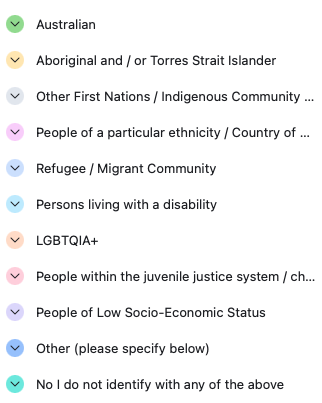 Australian
Aboriginal and / or Torres Strait Islander
Other First Nations / Indigenous Community ...
People of a particular ethnicity / Country of ...
Refugee / Migrant Community
Persons living with a disability
LGBTQIA+
People within the juvenile justice system / ch...
People of Low Socio-Economic Status
Other (please specify below)
No I do not identify with any of the above